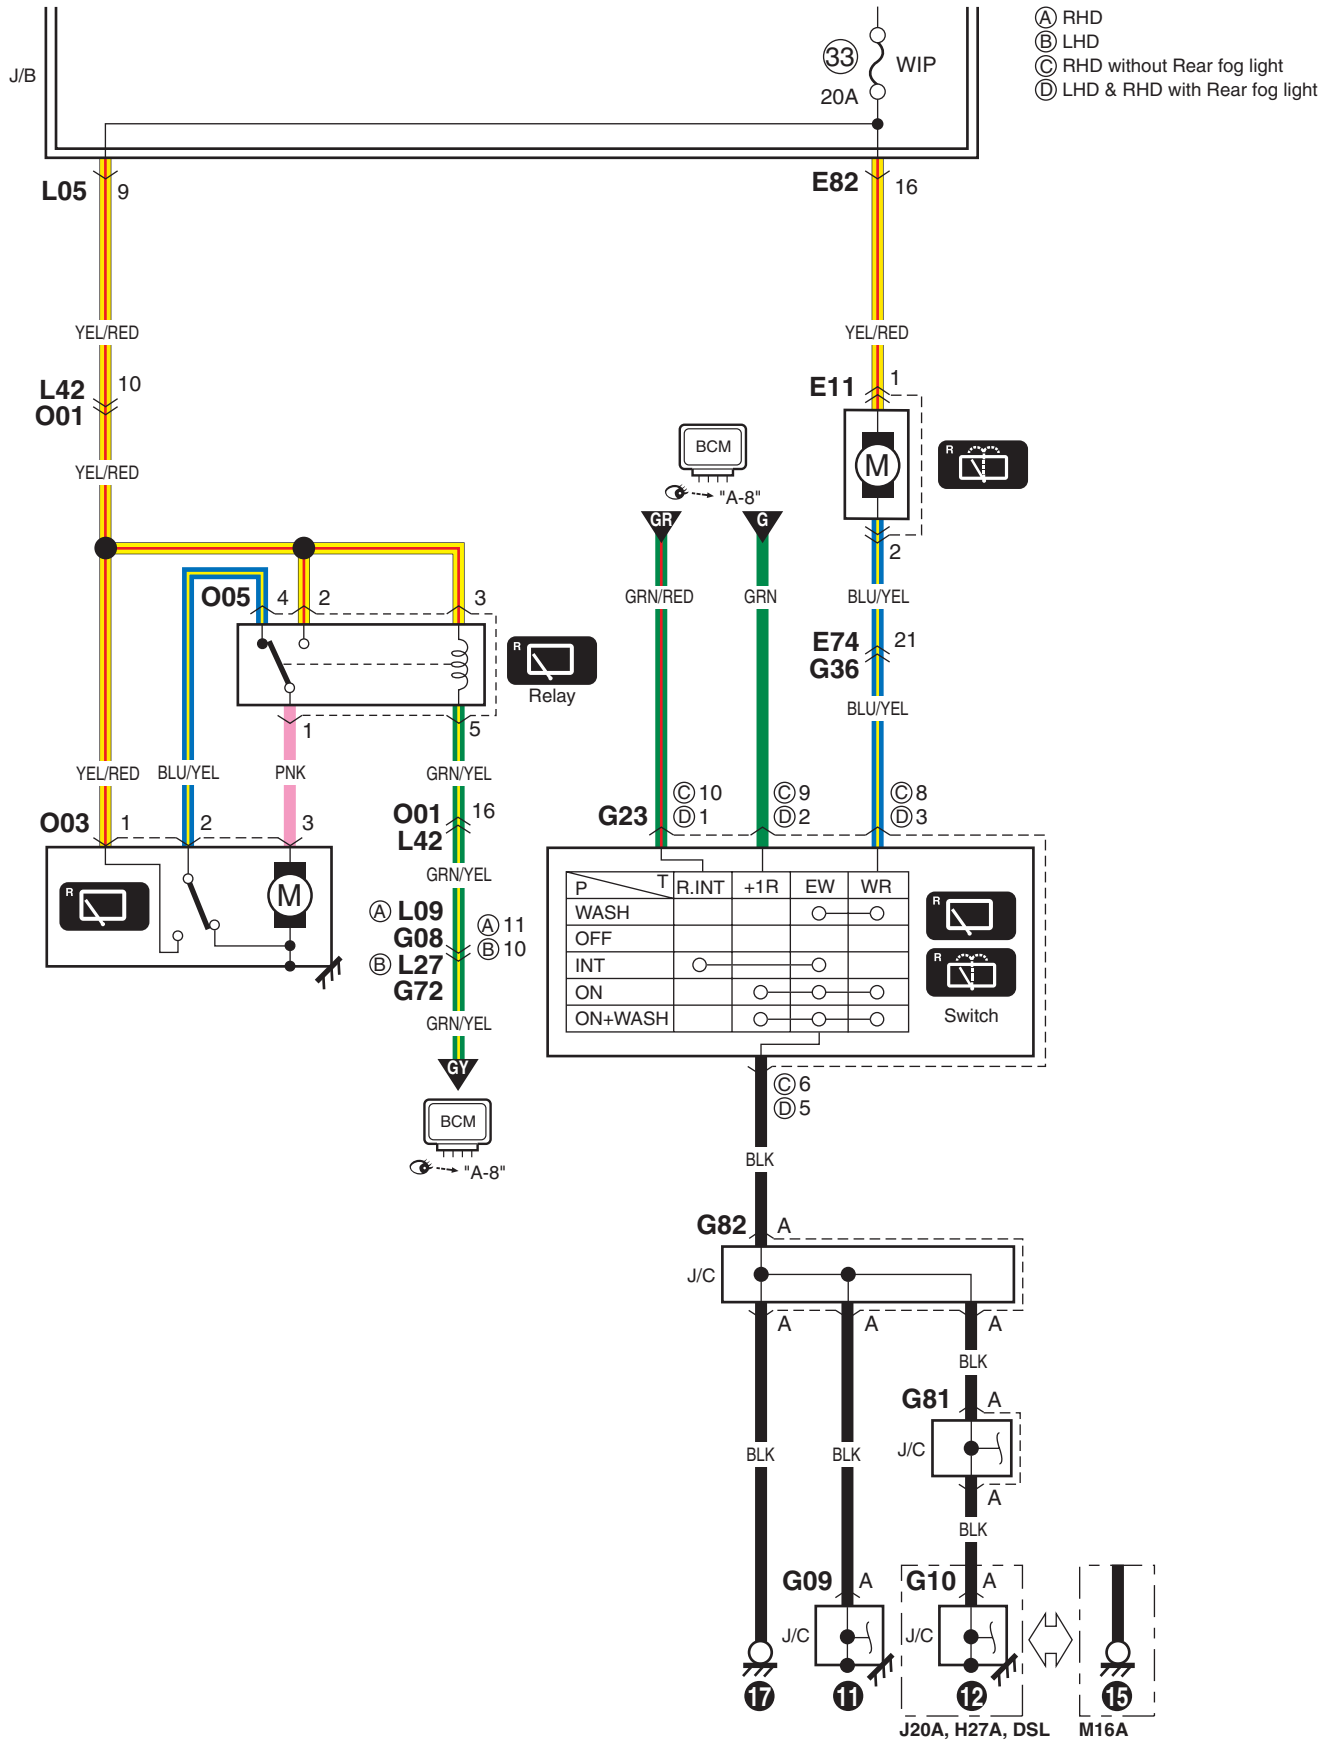 Ⓐ RHD
Ⓑ LHD
Ⓒ RHD without Rear fog light
Ⓓ LHD & RHD with Rear fog light
J/B
33
WIP
20A
L05 9
E82 16
YEL/RED
YEL/RED
L42 10
O01
E11 1
YEL/RED
BCM
"A-8"
M
R
GR
G
2
GRN/RED
GRN
BLU/YEL
O05 4 2 3
E74 21
G36
R
Relay
BLU/YEL
1 5
YEL/RED
BLU/YEL
PNK
GRN/YEL
O01 16
L42
G23
Ⓒ10
Ⓓ1
Ⓒ9
Ⓓ2
Ⓒ8
Ⓓ3
O03 1 2 3
R
M
GRN/YEL
Ⓐ L09
G08
Ⓑ L27
G72
Ⓐ11
Ⓑ10
P T R.INT +1R EW WR
WASH
OFF
INT
ON
ON+WASH
R
R
Switch
GRN/YEL
GY
BCM
"A-8"
Ⓒ6
Ⓓ5
BLK
G82 A
J/C
A A A
BLK
G81 A
J/C
A
BLK BLK
BLK
G09 A
G10 A
J/C
J/C
17
11
12
15
J20A, H27A, DSL
M16A